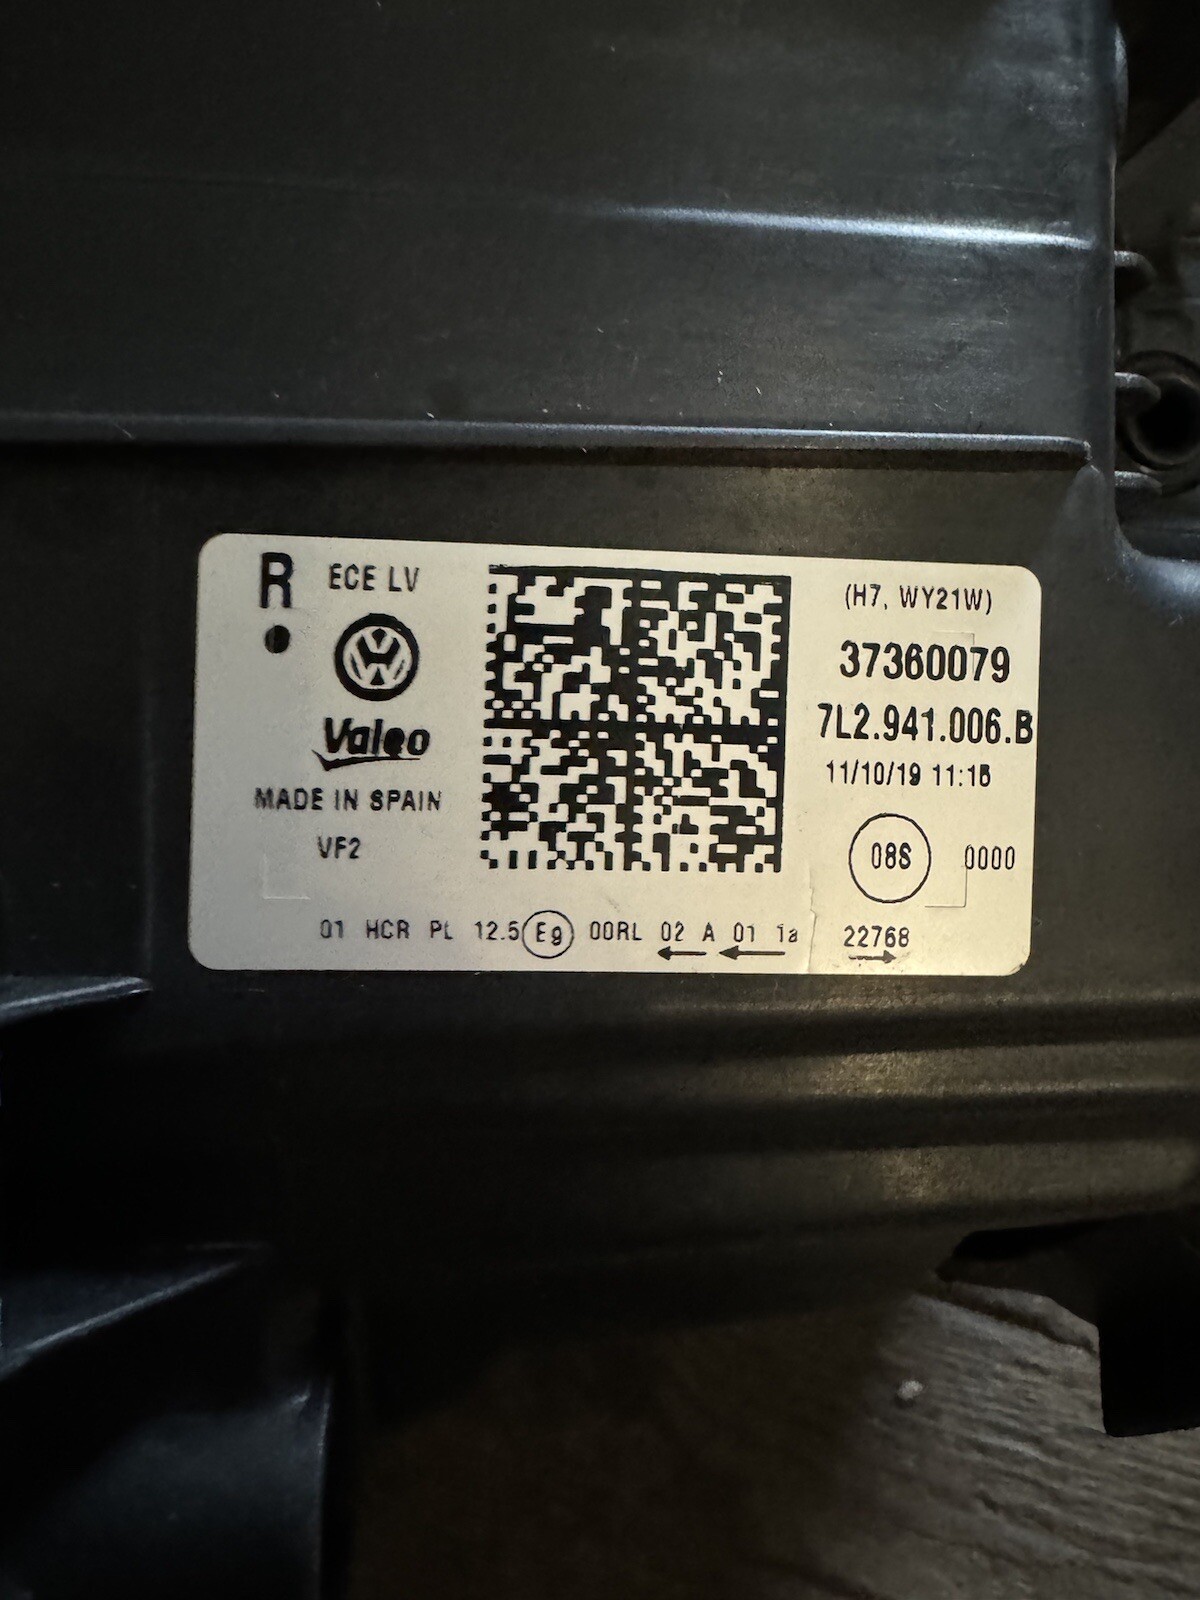 R ECE LV
Valeo
MADE IN SPAIN
VF2
(H7, WY21W)
37360079
7L2.941.006.B
11/10/19 11:16
08S 0000
01 HCR PL 12.5 E9 00RL 02 A 01 1a 22768